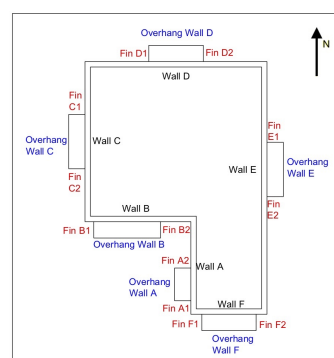 Overhang Wall D
N
Fin D1
Fin D2
Wall D
Fin
C1
Fin
E1
Overhang
Wall C
Wall C
Overhang
Wall E
Wall E
Fin
C2
Fin
E2
Wall B
Fin B1
Fin B2
Overhang Wall B
Fin A2
Wall A
Overhang
Wall A
Fin A1
Wall F
Fin F1
Fin F2
Overhang
Wall F